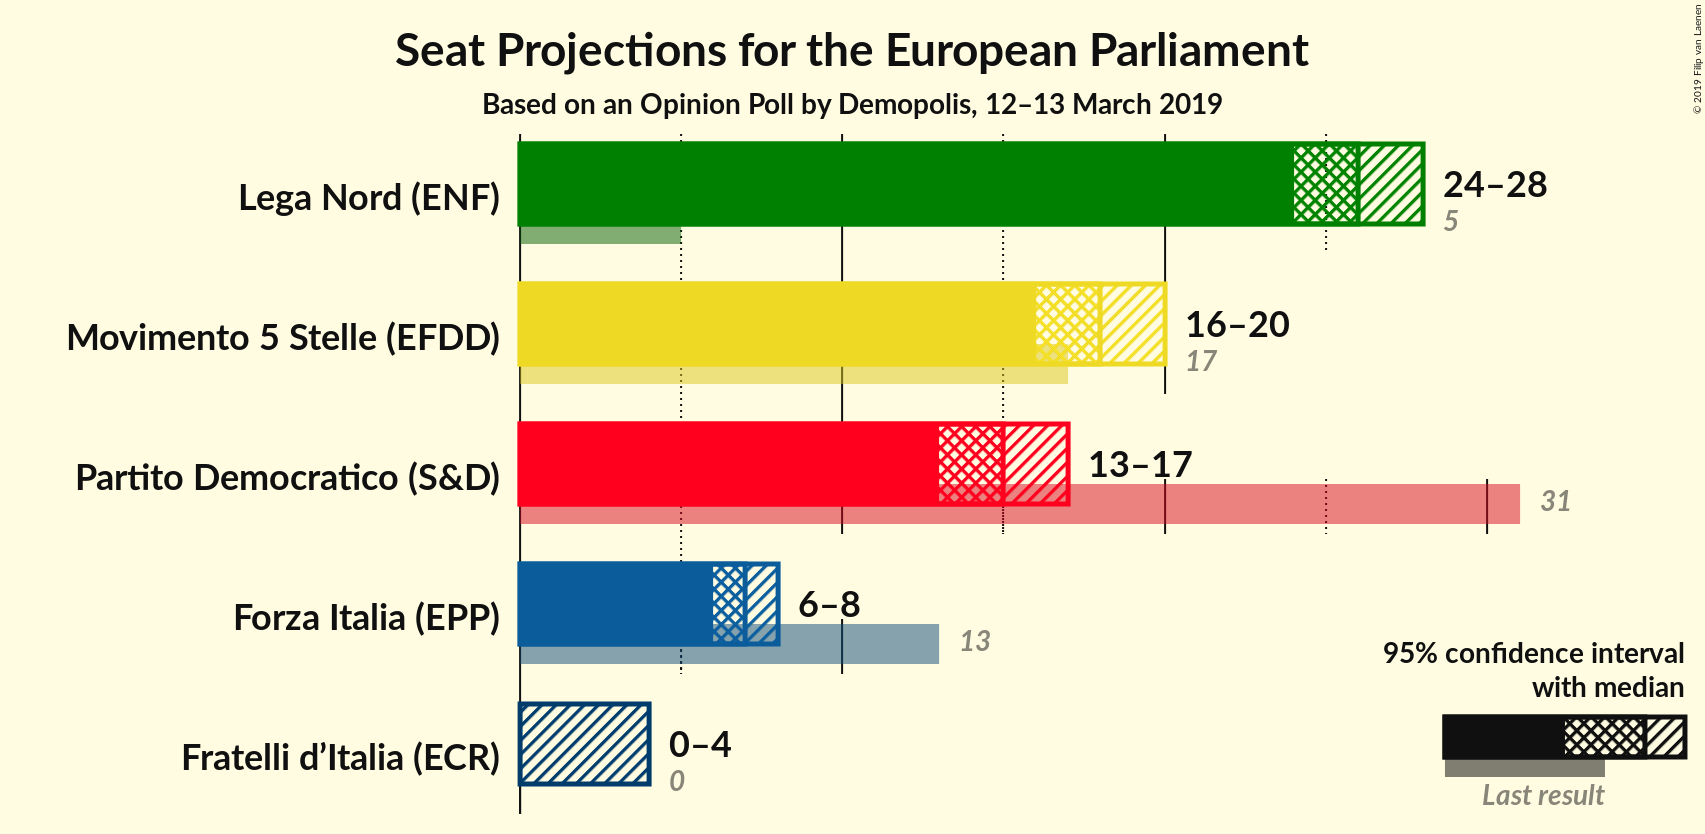 Seat Projections for the European Parliament
Based on an Opinion Poll by Demopolis, 12–13 March 2019
© 2019 Filip van Laenen
Lega Nord (ENF)
24–28
5
Movimento 5 Stelle (EFDD)
16–20
17
Partito Democratico (S&D)
13–17
31
Forza Italia (EPP)
6–8
13
Fratelli d’Italia (ECR)
0–4
0
95% confidence interval
with median
Last result